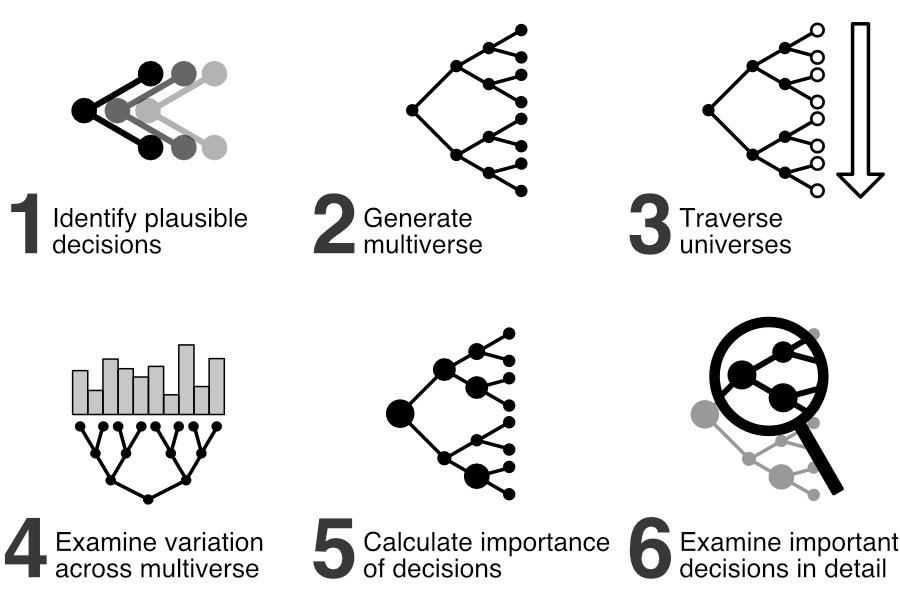 1 Identify plausible
decisions
2 Generate
multiverse
3 Traverse
universes
4 Examine variation
across multiverse
5 Calculate importance
of decisions
6 Examine important
decisions in detail